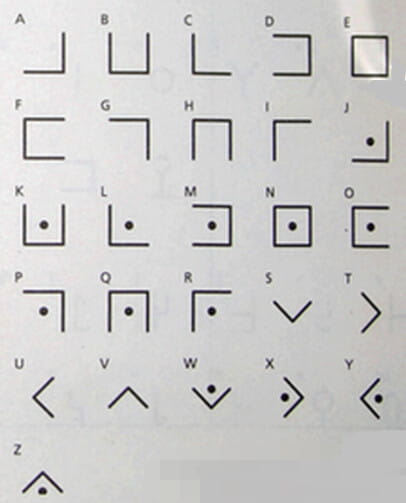 A B C D E
F G H I J
K L M N O
P Q R S T
U V W X Y
Z